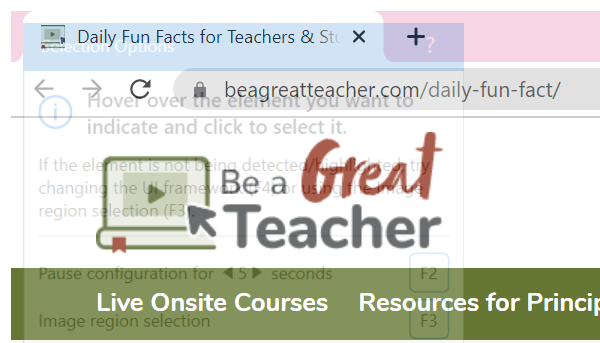 Daily Fun Facts for Teachers & Stu
Selection Options
?
beagreatteacher.com/daily-fun-fact/
Hover over the element you want to
indicate and click to select it.
If the element is not being detected/highlighted, try
changing the UI framework (F4) or using the image
region selection (F3).
Be a Great
Teacher
Pause configuration for 5 seconds F2
Live Onsite Courses Resources for Princip
Image region selection F3